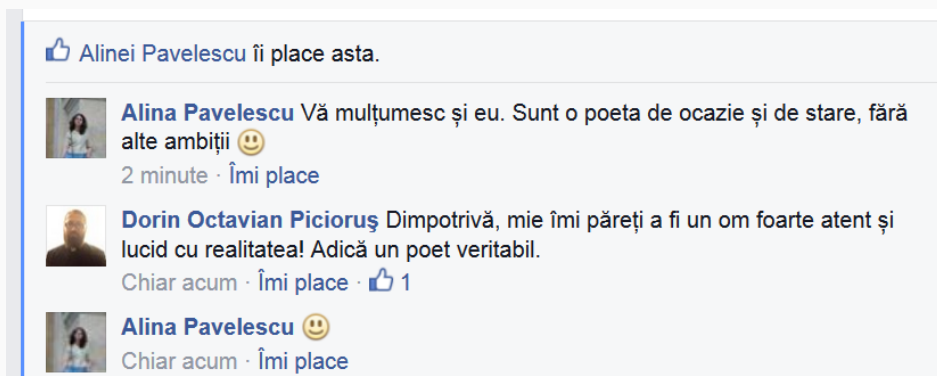 Alinei Pavelescu îi place asta.
Alina Pavelescu Vă mulțumesc și eu. Sunt o poeta de ocazie și de stare, fără
alte ambiții
2 minute · Îmi place
Dorin Octavian Picioruş Dimpotrivă, mie îmi păreți a fi un om foarte atent și
lucid cu realitatea! Adică un poet veritabil.
Chiar acum · Îmi place · 1
Alina Pavelescu
Chiar acum · Îmi place